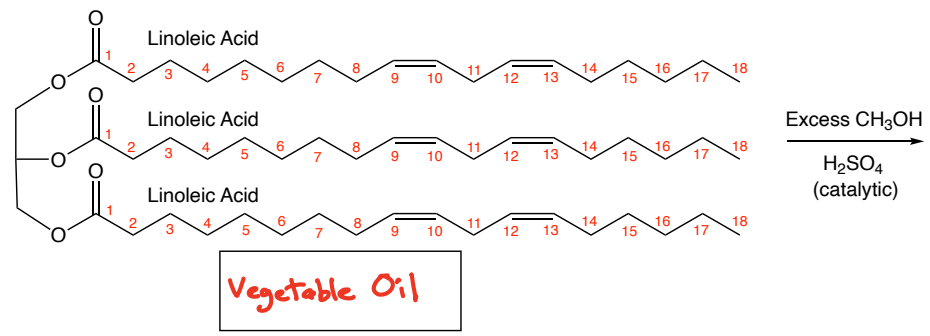 O
Linoleic Acid
1 2 3 4 5 6 7 8 9 10 11 12 13 14 15 16 17 18
O
O
Linoleic Acid
1 2 3 4 5 6 7 8 9 10 11 12 13 14 15 16 17 18
O
O
Linoleic Acid
1 2 3 4 5 6 7 8 9 10 11 12 13 14 15 16 17 18
O
Excess CH₃OH
H₂SO₄
(catalytic)
Vegetable Oil